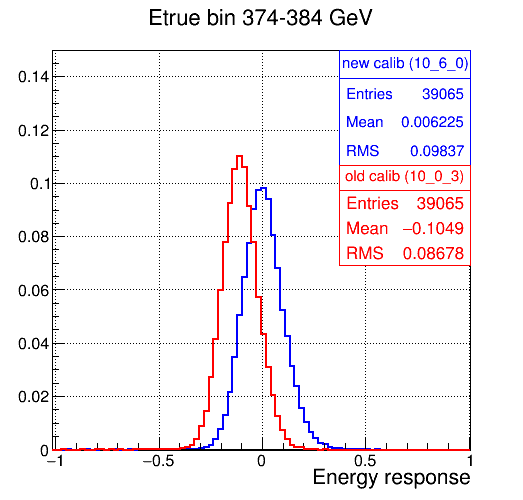 Etrue bin 374-384 GeV
new calib (10_6_0)
Entries 39065
Mean 0.006225
RMS 0.09837
old calib (10_0_3)
Entries 39065
Mean −0.1049
RMS 0.08678
0.14
0.12
0.1
0.08
0.06
0.04
0.02
0
−1 −0.5 0 0.5 1
Energy response